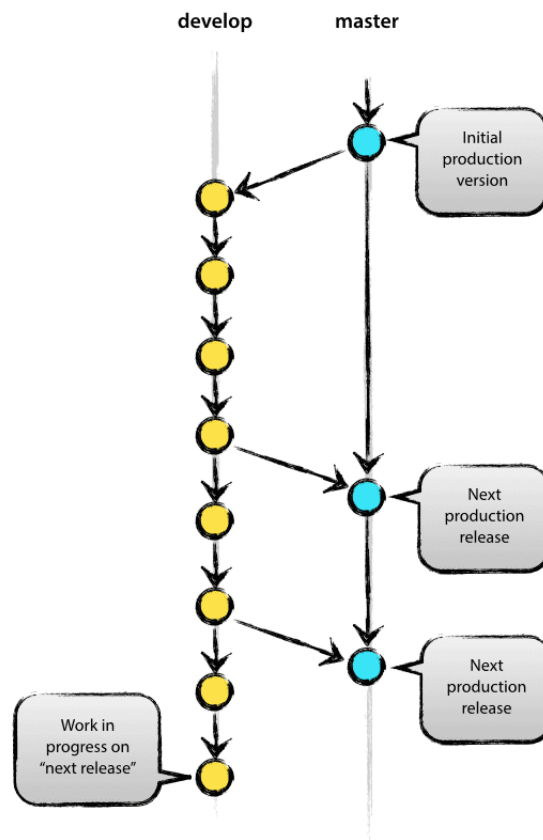 develop
master
Initial
production
version
Next
production
release
Next
production
release
Work in
progress on
“next release”